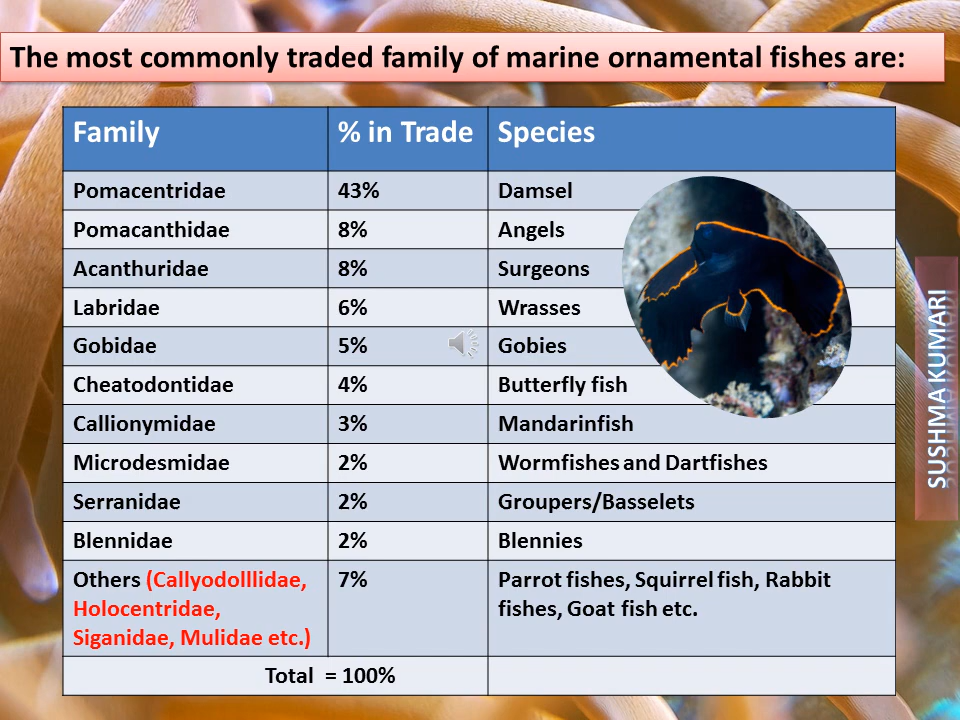 The most commonly traded family of marine ornamental fishes are:
Family % in Trade Species
Pomacentridae 43% Damsel
Pomacanthidae 8% Angels
Acanthuridae 8% Surgeons
Labridae 6% Wrasses
Gobidae 5% Gobies
Cheatodontidae 4% Butterfly fish
Callionymidae 3% Mandarinfish
Microdesmidae 2% Wormfishes and Dartfishes
Serranidae 2% Groupers/Basselets
Blennidae 2% Blennies
Others (Callyodolllidae, 7% Parrot fishes, Squirrel fish, Rabbit
Holocentridae, fishes, Goat fish etc.
Siganidae, Mulidae etc.)
Total = 100%
SUSHMA KUMARI